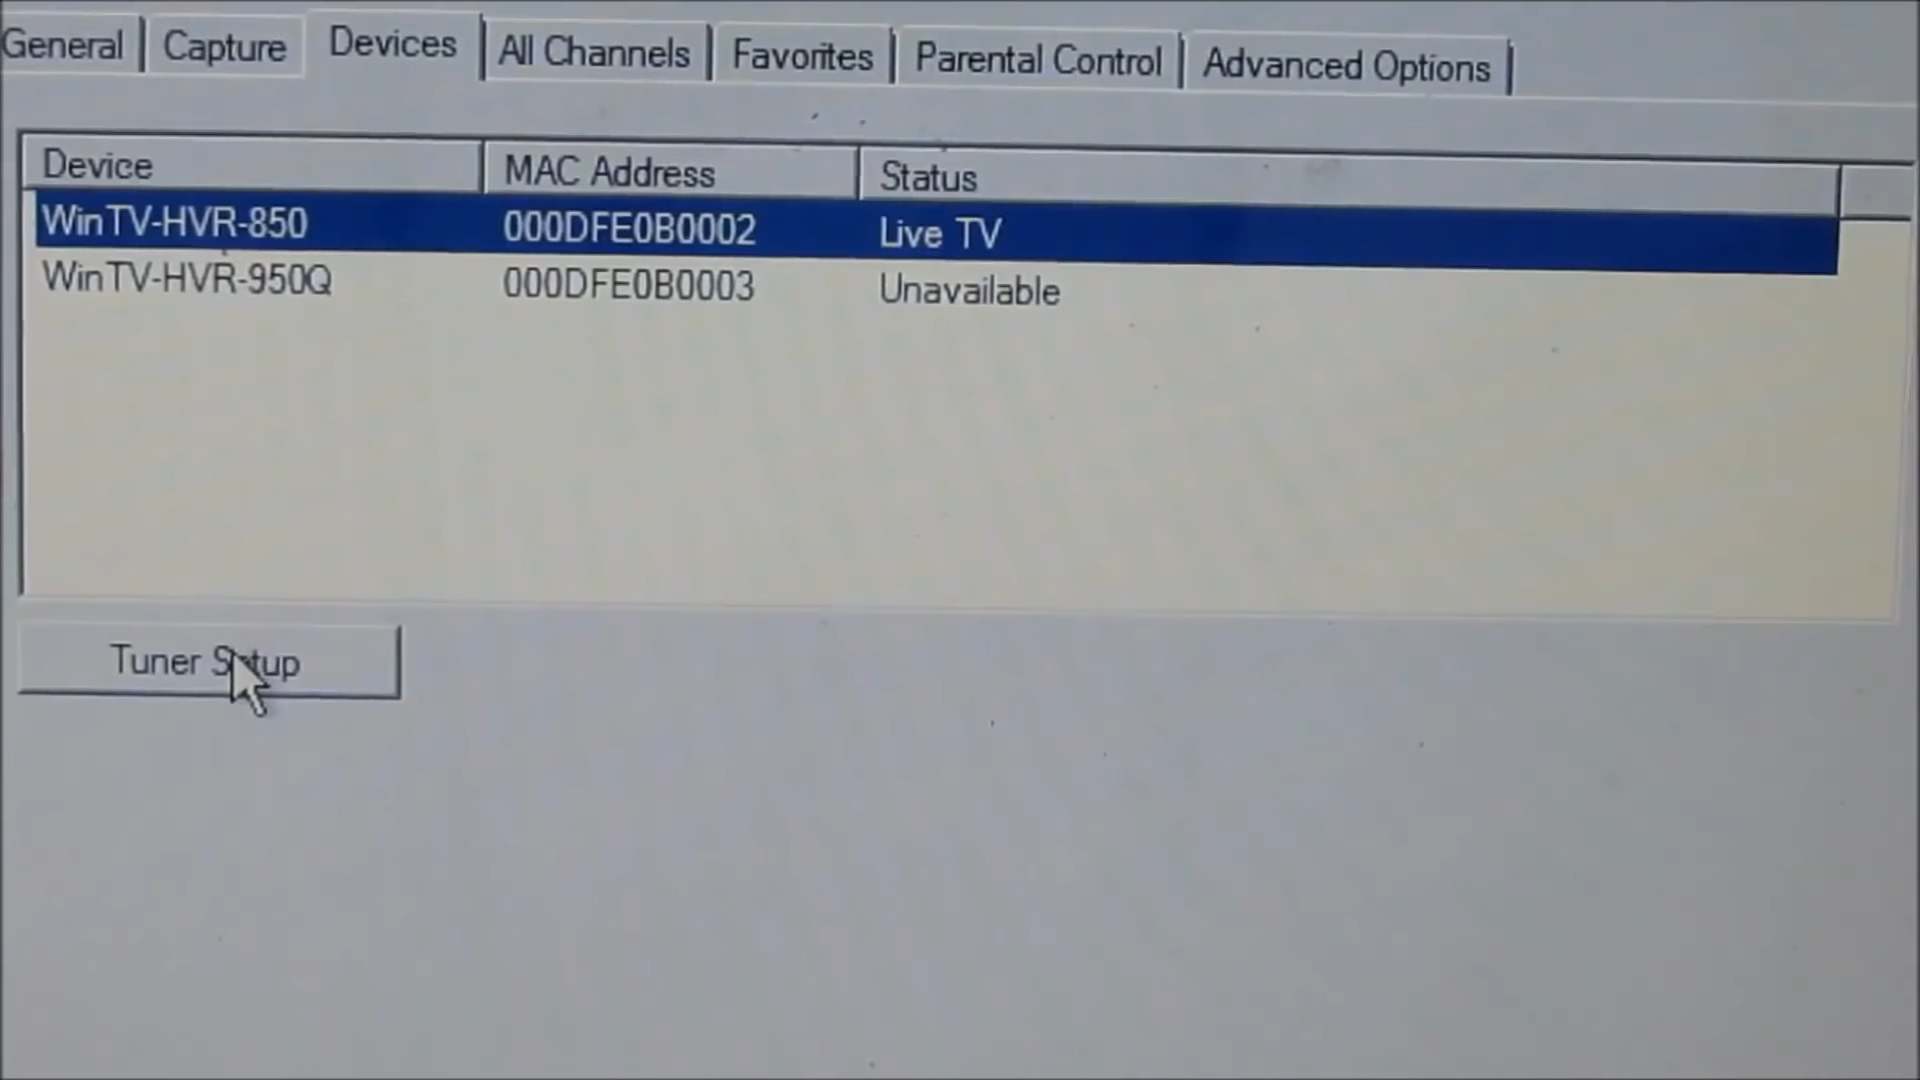 General Capture Devices All Channels Favorites Parental Control Advanced Options
Device MAC Address Status
WinTV-HVR-850 000DFE0B0002 Live TV
WinTV-HVR-950Q 000DFE0B0003 Unavailable
Tuner Setup